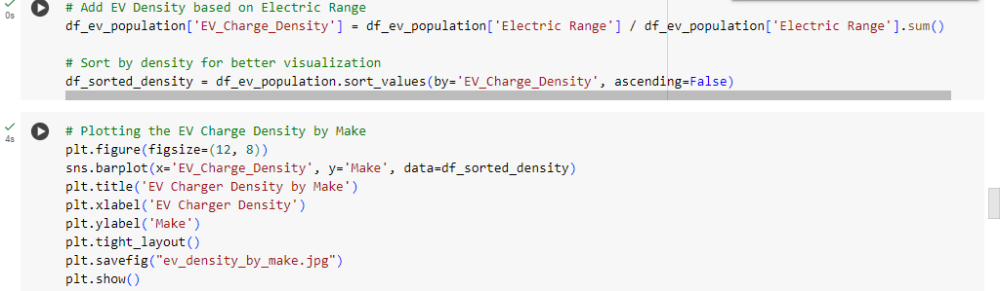 # Add EV Density based on Electric Range
0s
df_ev_population['EV_Charge_Density'] = df_ev_population['Electric Range'] / df_ev_population['Electric Range'].sum()
# Sort by density for better visualization
df_sorted_density = df_ev_population.sort_values(by='EV_Charge_Density', ascending=False)
# Plotting the EV Charge Density by Make
4s
plt.figure(figsize=(12, 8))
sns.barplot(x='EV_Charge_Density', y='Make', data=df_sorted_density)
plt.title('EV Charger Density by Make')
plt.xlabel('EV Charger Density')
plt.ylabel('Make')
plt.tight_layout()
plt.savefig("ev_density_by_make.jpg")
plt.show()